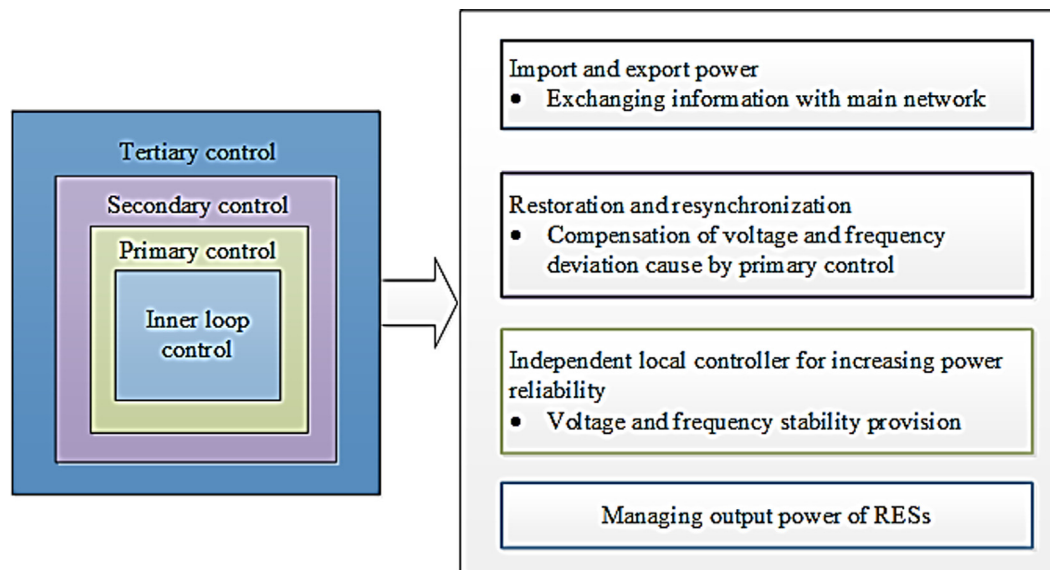 Tertiary control
Secondary control
Primary control
Inner loop
control
Import and export power
• Exchanging information with main network
Restoration and resynchronization
• Compensation of voltage and frequency
deviation cause by primary control
Independent local controller for increasing power
reliability
• Voltage and frequency stability provision
Managing output power of RESs